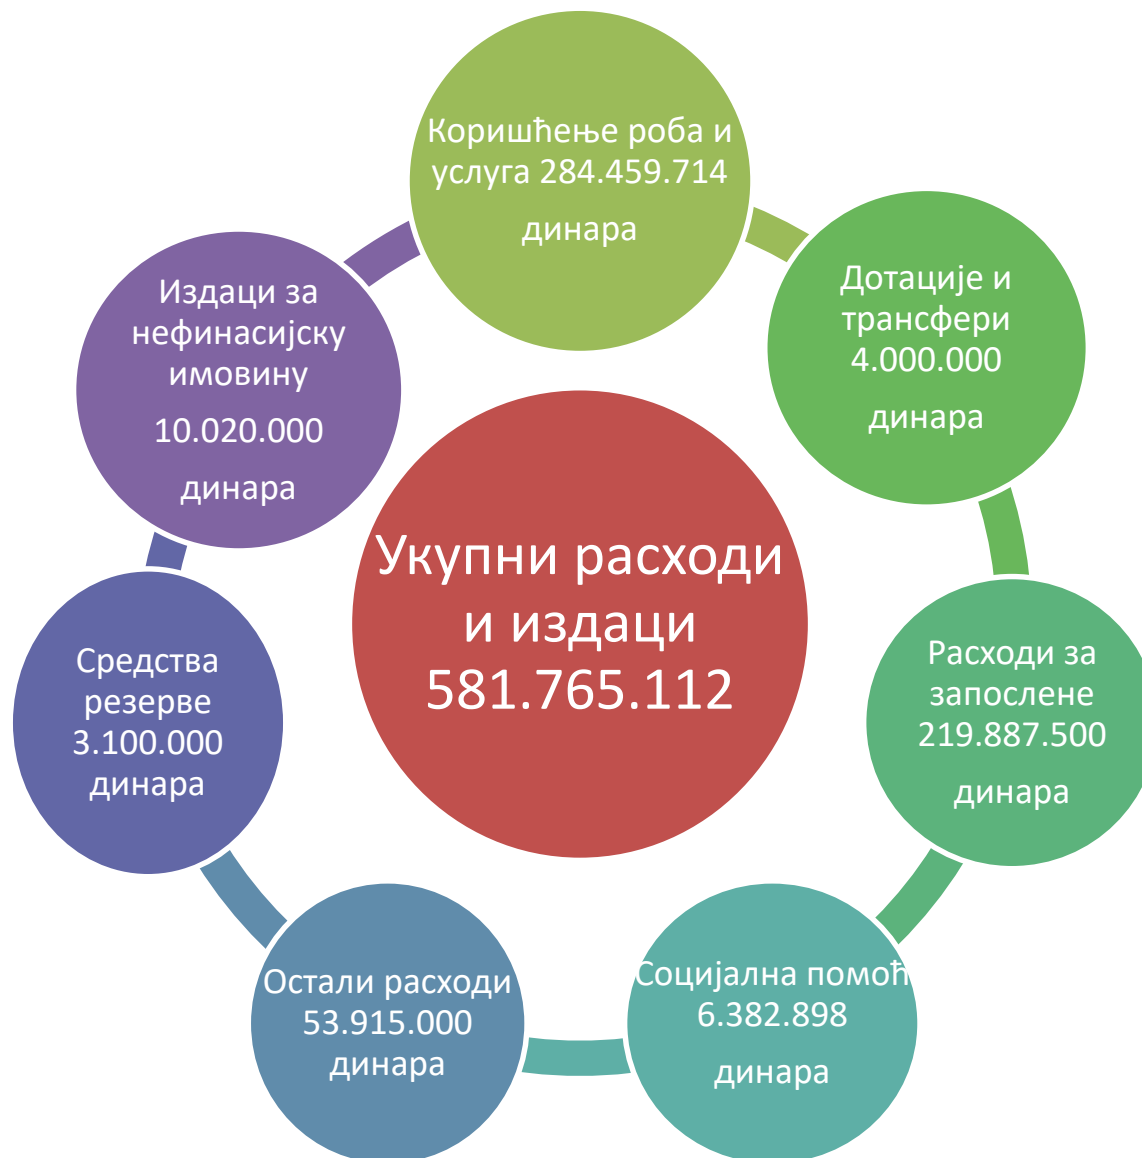 Коришћење роба и
услуга 284.459.714
динара
Дотације и
трансфери
4.000.000
динара
Расходи за
запослене
219.887.500
динара
Социјална помоћ
6.382.898
динара
Остали расходи
53.915.000
динара
Средства
резерве
3.100.000
динара
Издаци за
нефинасијску
имовину
10.020.000
динара
Укупни расходи
и издаци
581.765.112